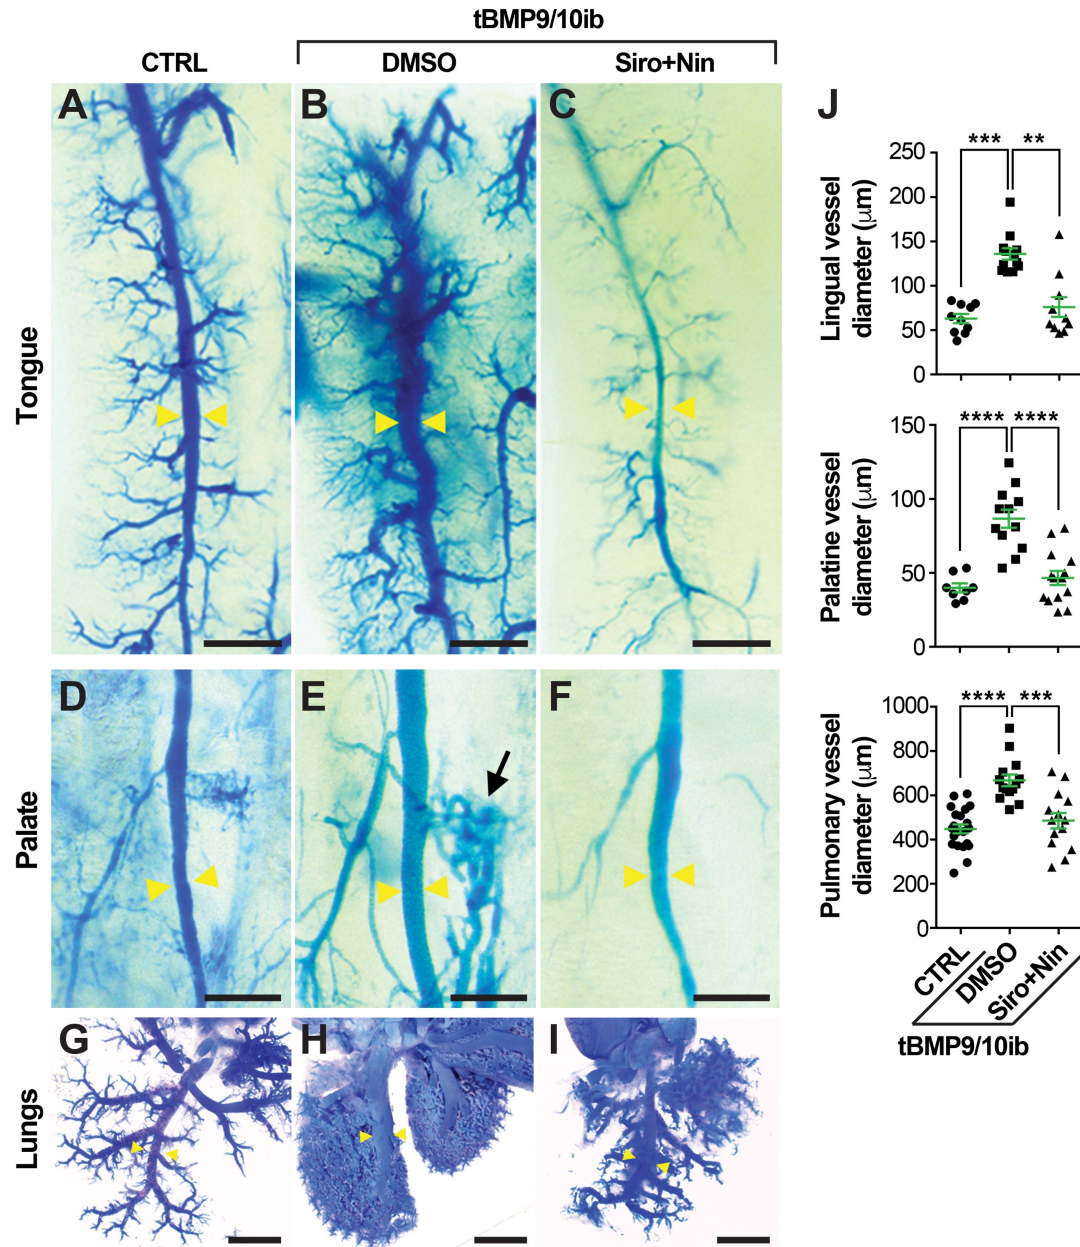 tBMP9/10ib
CTRL
DMSO
Siro+Nin
A
B
C
J
Tongue
D
E
F
Palate
G
H
I
Lungs
*** **
Lingual vessel
diameter (μm)
250
200
150
100
50
0
**** ****
Palatine vessel
diameter (μm)
150
100
50
0
**** ***
Pulmonary vessel
diameter (μm)
1000
800
600
400
200
0
CTRL
DMSO
Siro+Nin
tBMP9/10ib